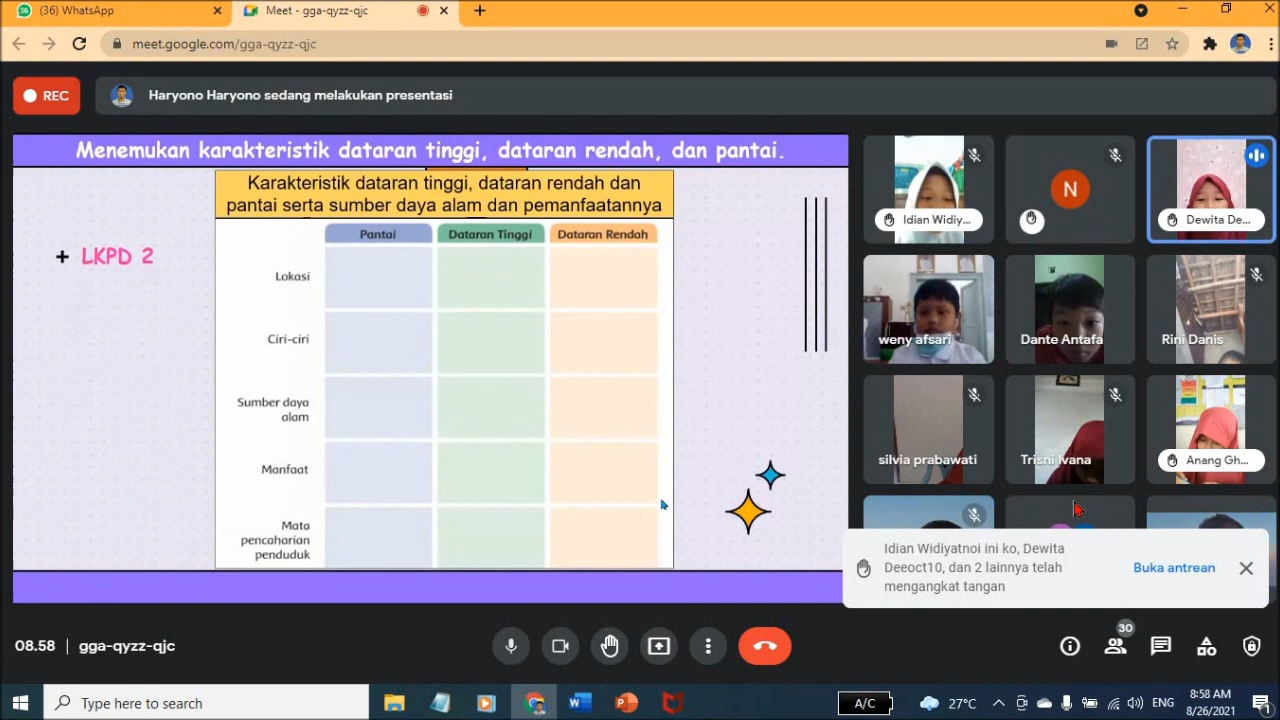 (36) WhatsApp
Meet - gga-qyzz-qjc
meet.google.com/gga-qyzz-qjc
REC
Haryono Haryono sedang melakukan presentasi
Menemukan karakteristik dataran tinggi, dataran rendah, dan pantai.
Karakteristik dataran tinggi, dataran rendah dan
pantai serta sumber daya alam dan pemanfaatannya
+ LKPD 2
Pantai Dataran Tinggi Dataran Rendah
Lokasi
Ciri-ciri
Sumber daya
alam
Manfaat
Mata
pencaharian
penduduk
Idian Widiy...
N
Dewita De...
weny afsari
Dante Antafa
Rini Danis
silvia prabawati
Trisni Ivana
Anang Gh...
Idian Widiyatnoi ini ko, Dewita
Deeoct10, dan 2 lainnya telah
mengangkat tangan
Buka antrean
08.58 | gga-qyzz-qjc
30
Type here to search
A/C
27°C
ENG
8:58 AM
8/26/2021
1